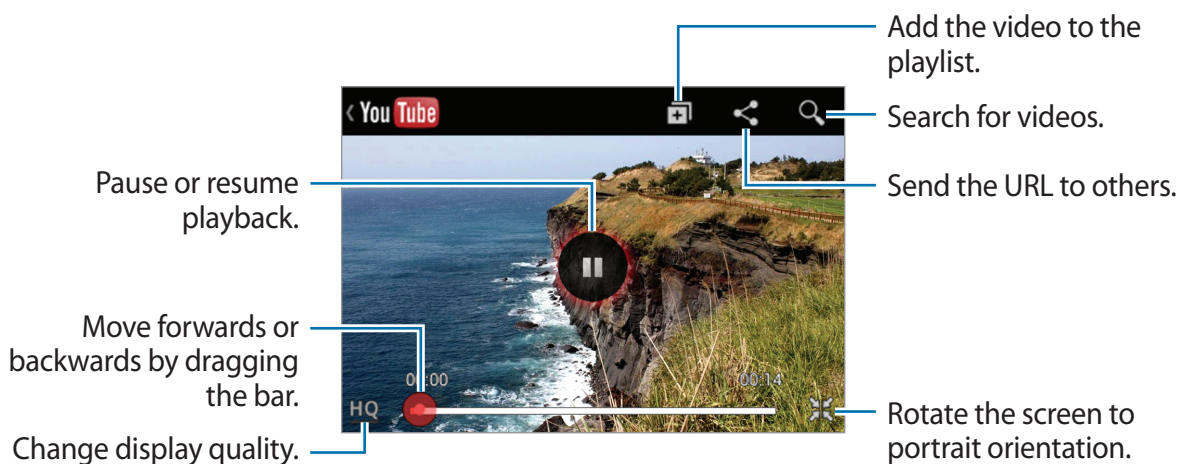 Add the video to the
playlist.
You Tube
Search for videos.
Send the URL to others.
Pause or resume
playback.
Move forwards or
backwards by dragging
the bar.
00:00
00:14
HQ
Change display quality.
Rotate the screen to
portrait orientation.